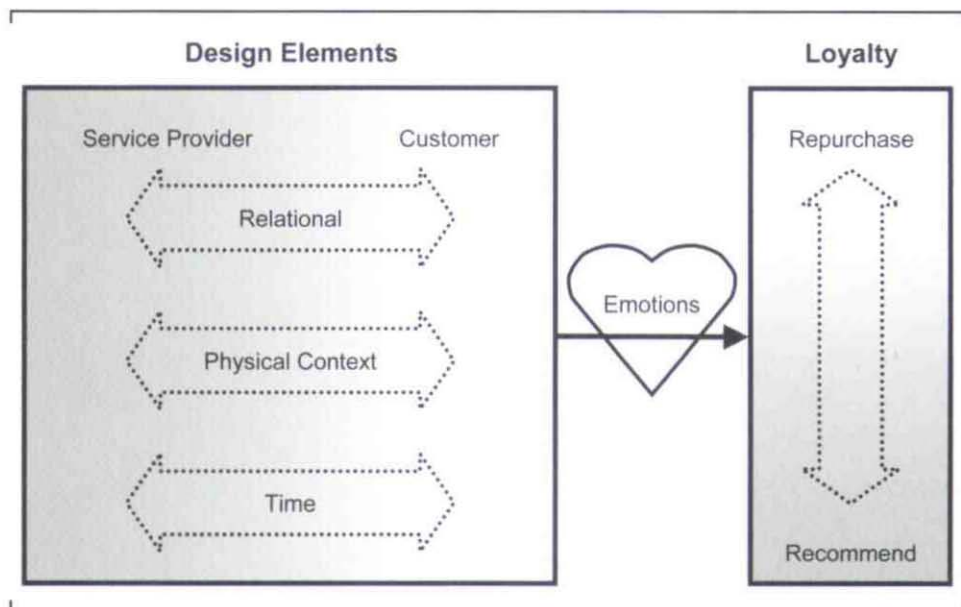 Design Elements
Loyalty
Service Provider
Customer
Relational
Physical Context
Time
Emotions
Repurchase
Recommend